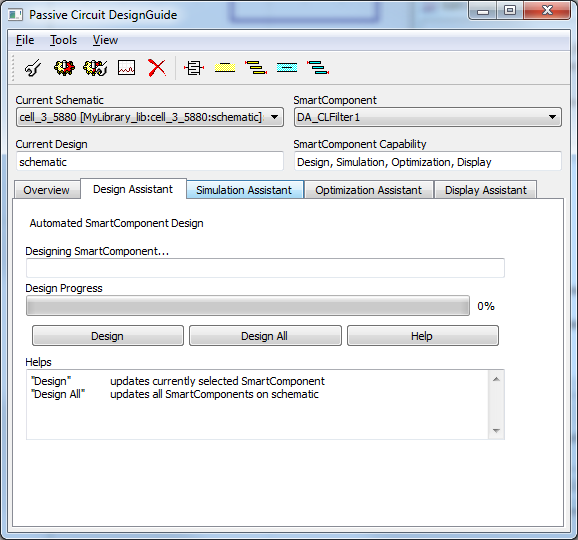 Passive Circuit DesignGuide
File Tools View
Current Schematic SmartComponent
cell_3_5880 [MyLibrary_lib:cell_3_5880:schematic] DA_CLFilter1
Current Design SmartComponent Capability
schematic Design, Simulation, Optimization, Display
Overview Design Assistant Simulation Assistant Optimization Assistant Display Assistant
Automated SmartComponent Design
Designing SmartComponent...
Design Progress
0%
Design Design All Help
Helps
"Design" updates currently selected SmartComponent
"Design All" updates all SmartComponents on schematic